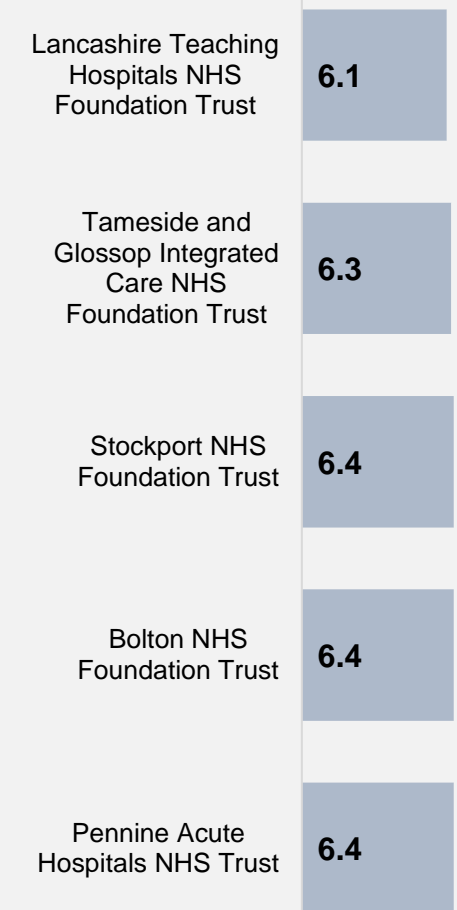 Lancashire Teaching
Hospitals NHS
Foundation Trust
6.1
Tameside and
Glossop Integrated
Care NHS
Foundation Trust
6.3
Stockport NHS
Foundation Trust
6.4
Bolton NHS
Foundation Trust
6.4
Pennine Acute
Hospitals NHS Trust
6.4